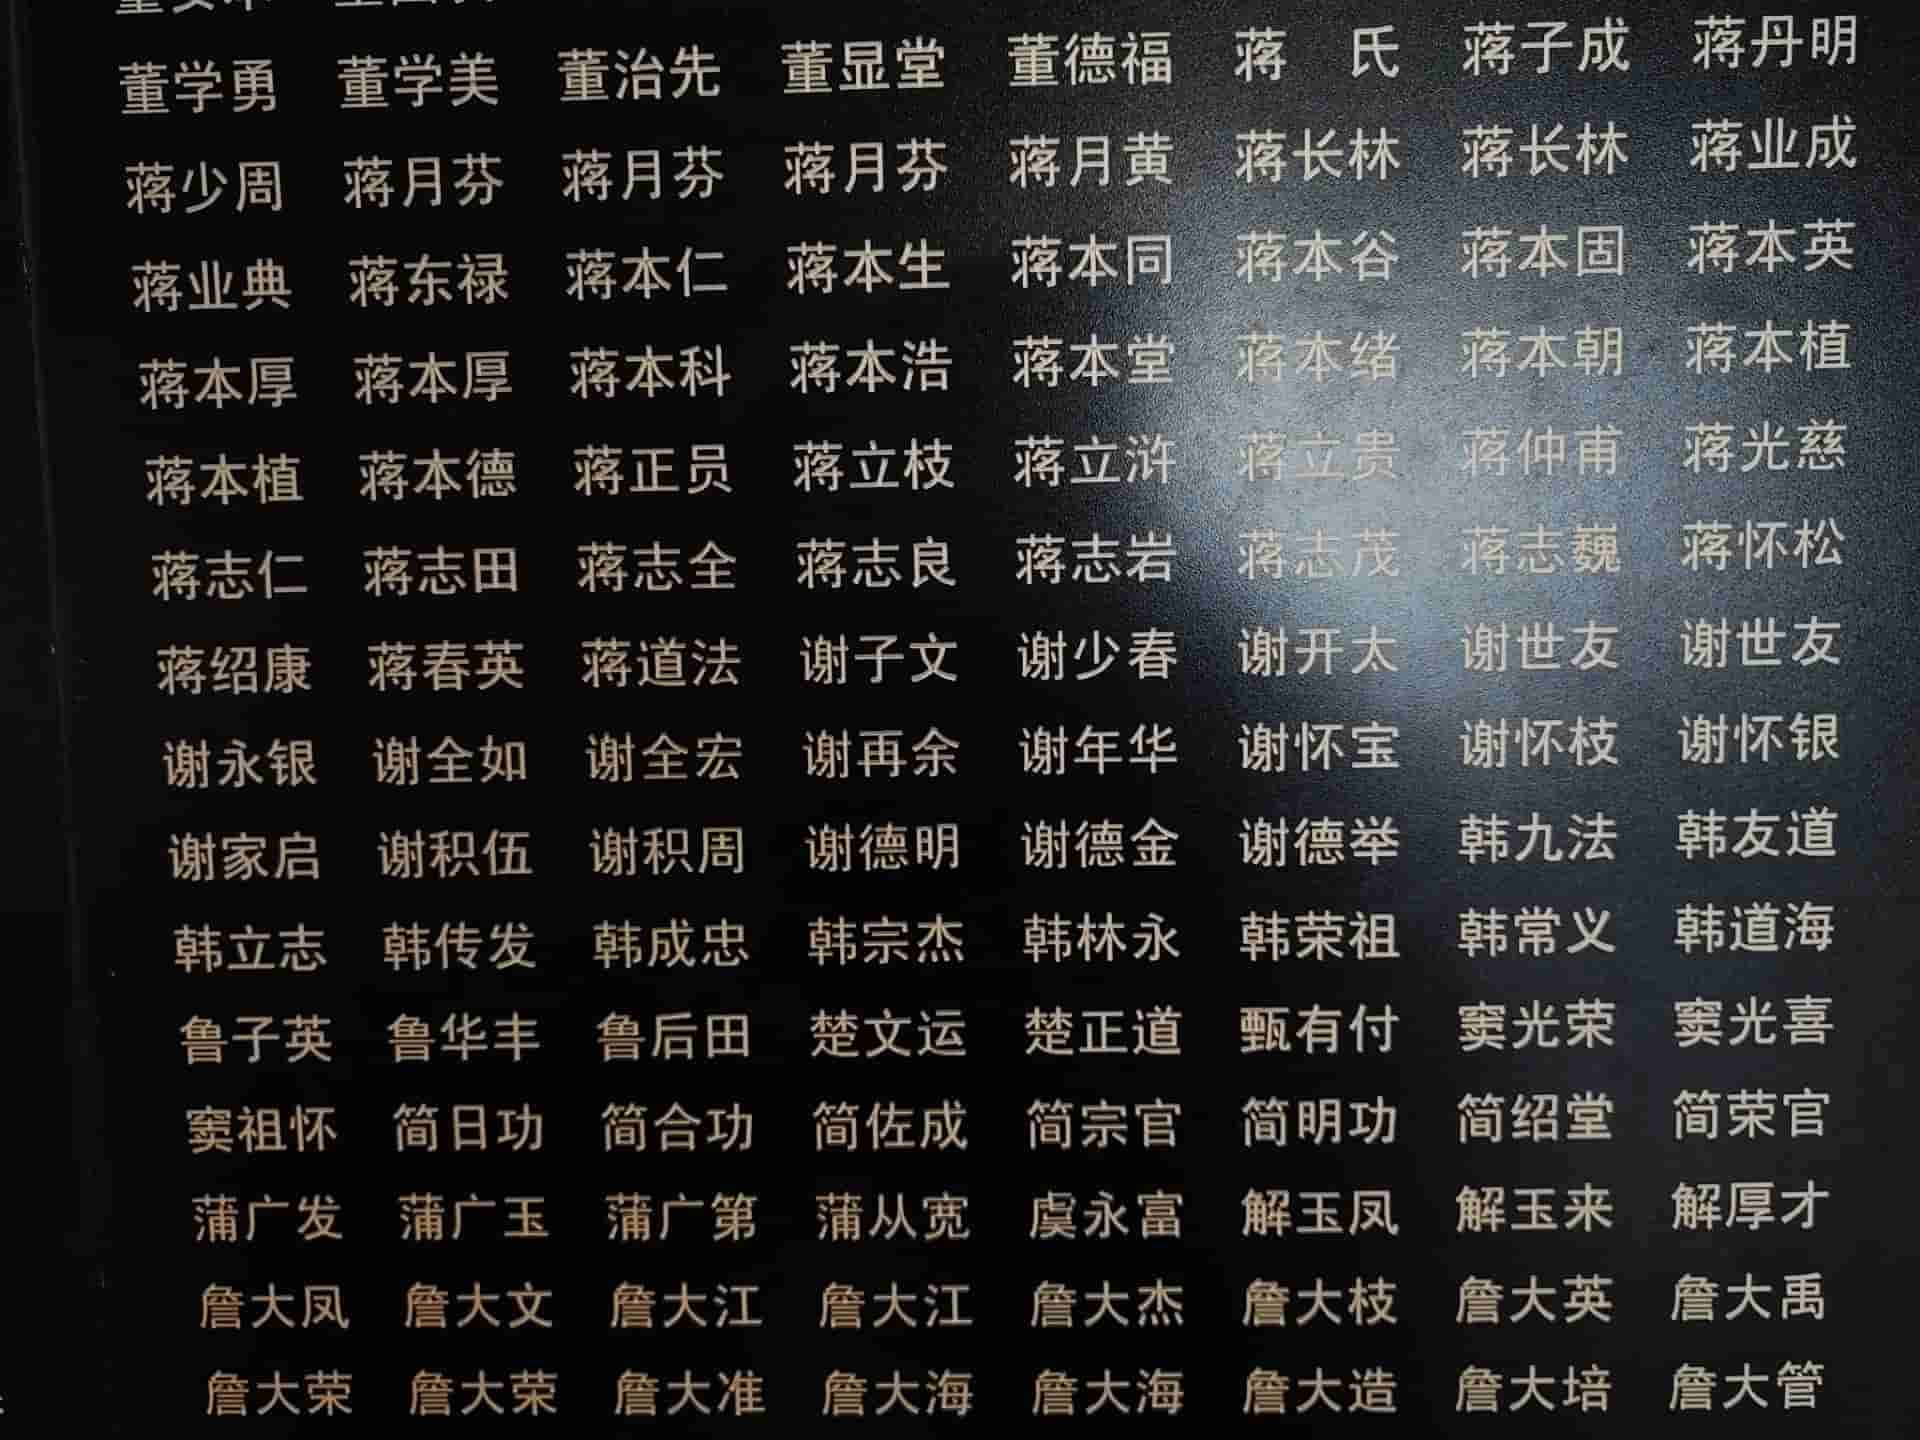 董学勇 董学美 董治先 董显堂 董德福 蒋 氏 蒋子成 蒋丹明
蒋少周 蒋月芬 蒋月芬 蒋月芬 蒋月黄 蒋长林 蒋长林 蒋业成
蒋业典 蒋东禄 蒋本仁 蒋本生 蒋本同 蒋本谷 蒋本固 蒋本英
蒋本厚 蒋本厚 蒋本科 蒋本浩 蒋本堂 蒋本绪 蒋本朝 蒋本植
蒋本植 蒋本德 蒋正员 蒋立枝 蒋立浒 蒋立贵 蒋仲甫 蒋光慈
蒋志仁 蒋志田 蒋志全 蒋志良 蒋志岩 蒋志茂 蒋志巍 蒋怀松
蒋绍康 蒋春英 蒋道法 谢子文 谢少春 谢开太 谢世友 谢世友
谢永银 谢全如 谢全宏 谢再余 谢年华 谢怀宝 谢怀枝 谢怀银
谢家启 谢积伍 谢积周 谢德明 谢德金 谢德举 韩九法 韩友道
韩立志 韩传发 韩成忠 韩宗杰 韩林永 韩荣祖 韩常义 韩道海
鲁子英 鲁华丰 鲁后田 楚文运 楚正道 甄有付 窦光荣 窦光喜
窦祖怀 简日功 简合功 简佐成 简宗官 简明功 简绍堂 简荣官
蒲广发 蒲广玉 蒲广第 蒲从宽 虞永富 解玉凤 解玉来 解厚才
詹大凤 詹大文 詹大江 詹大江 詹大杰 詹大枝 詹大英 詹大禹
詹大荣 詹大荣 詹大准 詹大海 詹大海 詹大造 詹大培 詹大管